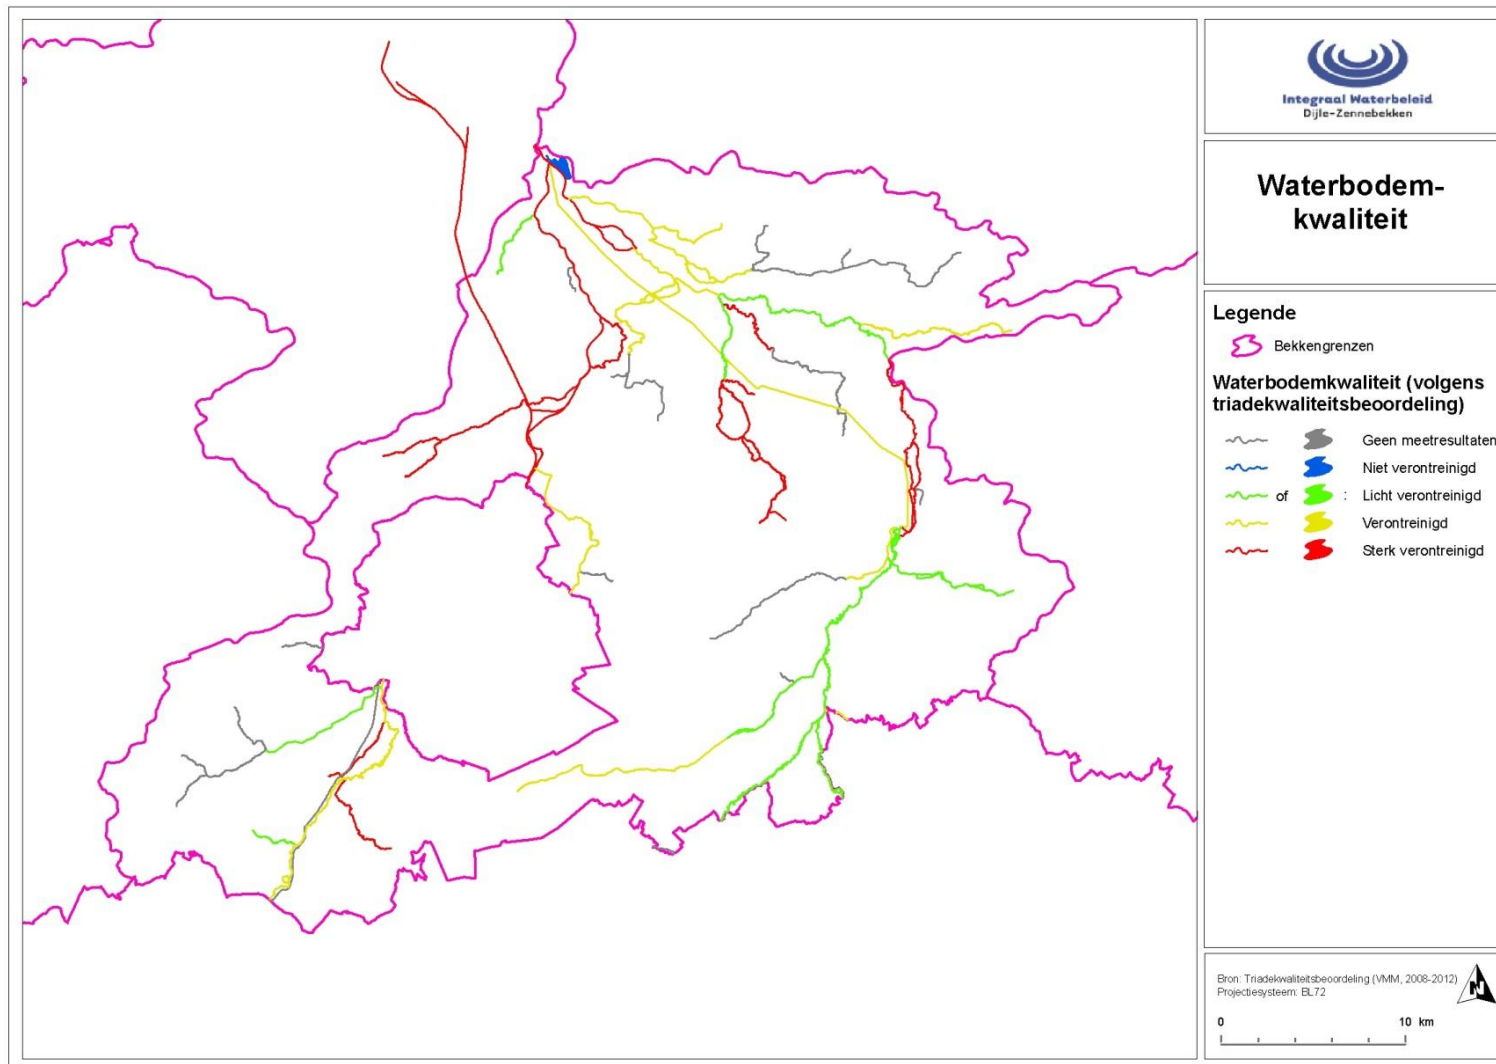 Integraal Waterbeleid
Dijle-Zennebekken
Waterbodem-
kwaliteit
Legende
Bekkengrenzen
Waterbodemkwaliteit (volgens
triadekwaliteitsbeoordeling)
Geen meetresultaten
Niet verontreinigd
of : Licht verontreinigd
Verontreinigd
Sterk verontreinigd
Bron: Triadekwaliteitsbeoordeling (VMM, 2008-2012)
Projectiesysteem: BL72
N
0 10 km